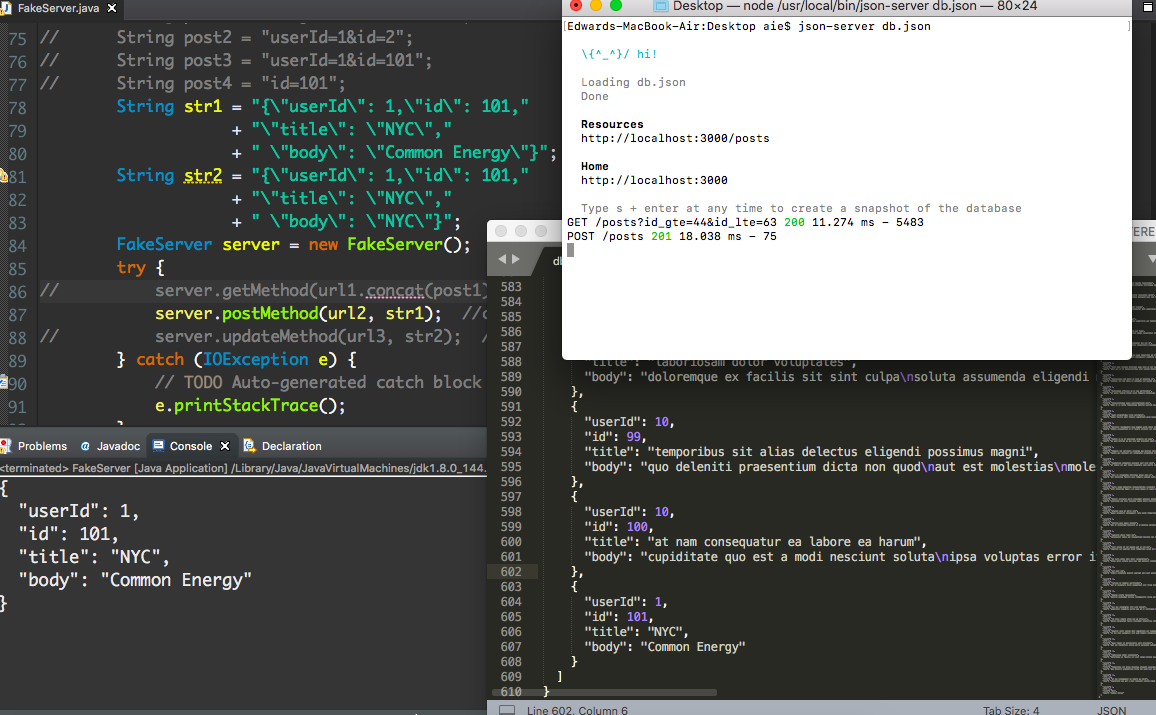 FakeServer.java
75 // String post2 = "userId=1&id=2";
76 // String post3 = "userId=1&id=101";
77 // String post4 = "id=101";
78 String str1 = "{\"userId\": 1,\"id\": 101,"
79 + "\"title\": \"NYC\","
80 + " \"body\": \"Common Energy\"}";
81 String str2 = "{\"userId\": 1,\"id\": 101,"
82 + "\"title\": \"NYC\","
83 + " \"body\": \"NYC\"}";
84 FakeServer server = new FakeServer();
85 try {
86 // server.getMethod(url1.concat(post1)
87 server.postMethod(url2, str1); //
88 // server.updateMethod(url3, str2); /
89 } catch (IOException e) {
90 // TODO Auto-generated catch block
91 e.printStackTrace();
Problems Javadoc Console Declaration
<terminated> FakeServer [Java Application] /Library/Java/JavaVirtualMachines/jdk1.8.0_144.
{
"userId": 1,
"id": 101,
"title": "NYC",
"body": "Common Energy"
}
Desktop — node /usr/local/bin/json-server db.json — 80×24
[Edwards-MacBook-Air:Desktop aie$ json-server db.json ]
\{^_^}/ hi!
Loading db.json
Done
Resources
http://localhost:3000/posts
Home
http://localhost:3000
Type s + enter at any time to create a snapshot of the database
GET /posts?id_gte=44&id_lte=63 200 11.274 ms - 5483
POST /posts 201 18.038 ms - 75
583
584
585
586
587
588 "title": "laboriosam dolor voluptates",
589 "body": "doloremque ex facilis sit sint culpa\nsoluta assumenda eligendi
590 },
591 {
592 "userId": 10,
593 "id": 99,
594 "title": "temporibus sit alias delectus eligendi possimus magni",
595 "body": "quo deleniti praesentium dicta non quod\naut est molestias\nmole
596 },
597 {
598 "userId": 10,
599 "id": 100,
600 "title": "at nam consequatur ea labore ea harum",
601 "body": "cupiditate quo est a modi nesciunt soluta\nipsa voluptas error i
602 },
603 {
604 "userId": 1,
605 "id": 101,
606 "title": "NYC",
607 "body": "Common Energy"
608 }
609 ]
610 }
Line 602, Column 6 Tab Size: 4 JSON